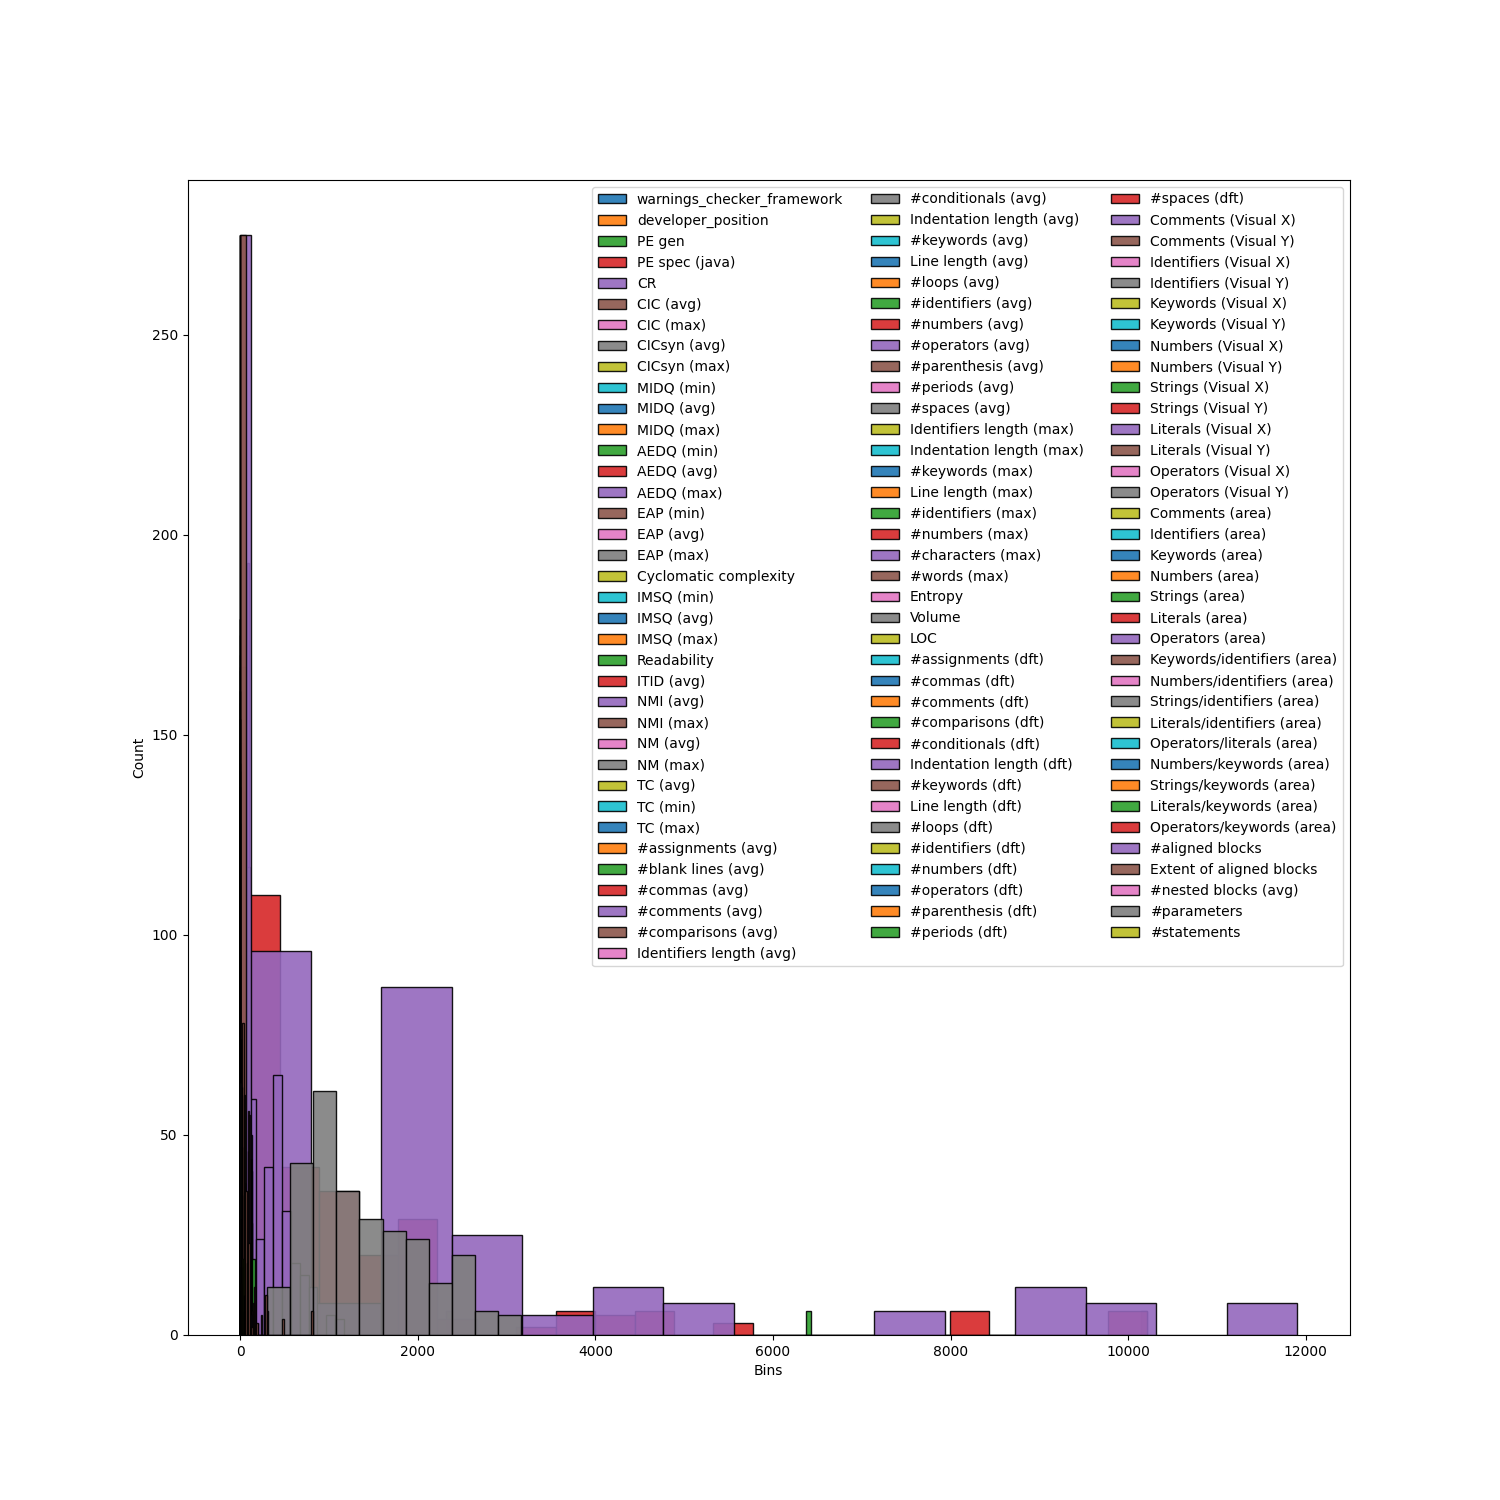 warnings_checker_framework
developer_position
PE gen
PE spec (java)
CR
CIC (avg)
CIC (max)
CICsyn (avg)
CICsyn (max)
MIDQ (min)
MIDQ (avg)
MIDQ (max)
AEDQ (min)
AEDQ (avg)
AEDQ (max)
EAP (min)
EAP (avg)
EAP (max)
Cyclomatic complexity
IMSQ (min)
IMSQ (avg)
IMSQ (max)
Readability
ITID (avg)
NMI (avg)
NMI (max)
NM (avg)
NM (max)
TC (avg)
TC (min)
TC (max)
#assignments (avg)
#blank lines (avg)
#commas (avg)
#comments (avg)
#comparisons (avg)
Identifiers length (avg)
#conditionals (avg)
Indentation length (avg)
#keywords (avg)
Line length (avg)
#loops (avg)
#identifiers (avg)
#numbers (avg)
#operators (avg)
#parenthesis (avg)
#periods (avg)
#spaces (avg)
Identifiers length (max)
Indentation length (max)
#keywords (max)
Line length (max)
#identifiers (max)
#numbers (max)
#characters (max)
#words (max)
Entropy
Volume
LOC
#assignments (dft)
#commas (dft)
#comments (dft)
#comparisons (dft)
#conditionals (dft)
Indentation length (dft)
#keywords (dft)
Line length (dft)
#loops (dft)
#identifiers (dft)
#numbers (dft)
#operators (dft)
#parenthesis (dft)
#periods (dft)
#spaces (dft)
Comments (Visual X)
Comments (Visual Y)
Identifiers (Visual X)
Identifiers (Visual Y)
Keywords (Visual X)
Keywords (Visual Y)
Numbers (Visual X)
Numbers (Visual Y)
Strings (Visual X)
Strings (Visual Y)
Literals (Visual X)
Literals (Visual Y)
Operators (Visual X)
Operators (Visual Y)
Comments (area)
Identifiers (area)
Keywords (area)
Numbers (area)
Strings (area)
Literals (area)
Operators (area)
Keywords/identifiers (area)
Numbers/identifiers (area)
Strings/identifiers (area)
Literals/identifiers (area)
Operators/literals (area)
Numbers/keywords (area)
Strings/keywords (area)
Literals/keywords (area)
Operators/keywords (area)
#aligned blocks
Extent of aligned blocks
#nested blocks (avg)
#parameters
#statements
250
200
150
100
50
0
Count
0
2000
4000
6000
8000
10000
12000
Bins